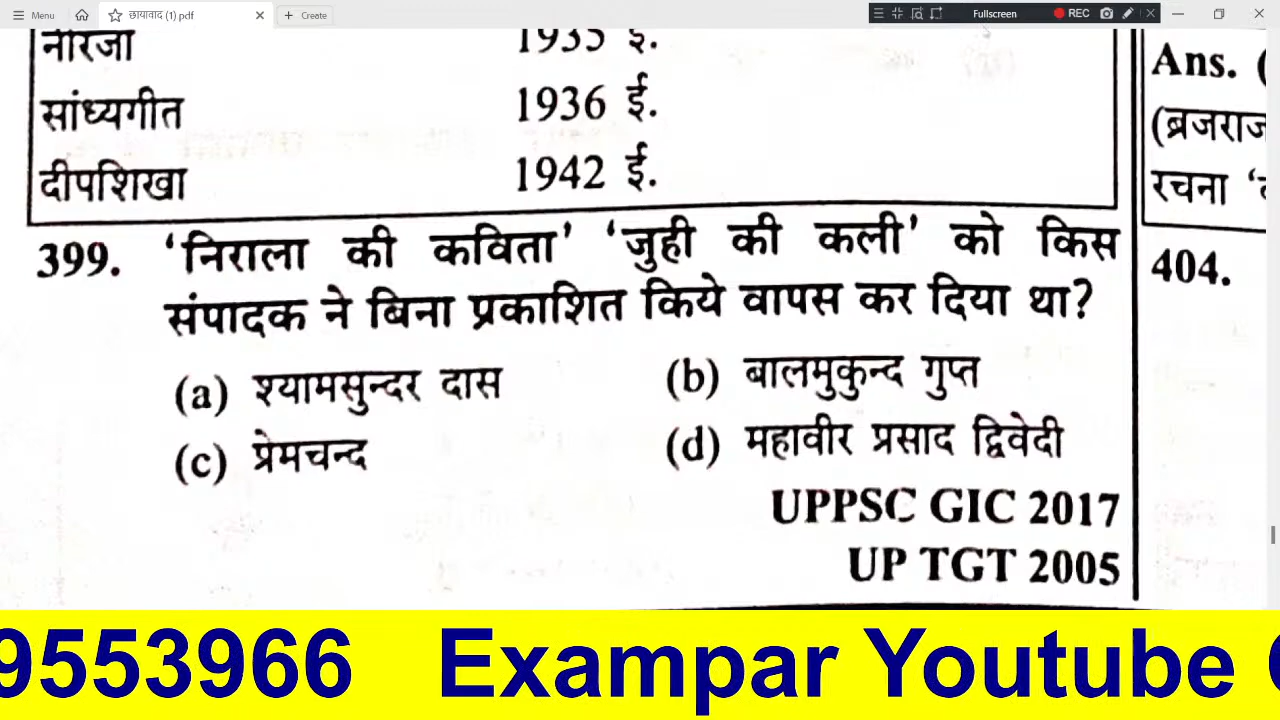 Menu
छायावाद (1).pdf
Create
Fullscreen
REC
नीरजा 1935 ई.
सांध्यगीत 1936 ई.
दीपशिखा 1942 ई.
399. ‘निराला की कविता’ ‘जुही की कली’ को किस
संपादक ने बिना प्रकाशित किये वापस कर दिया था?
(a) श्यामसुन्दर दास (b) बालमुकुन्द गुप्त
(c) प्रेमचन्द (d) महावीर प्रसाद द्विवेदी
UPPSC GIC 2017
UP TGT 2005
Ans. (
(ब्रजराज
रचना ‘
404.
9553966 Exampar Youtube